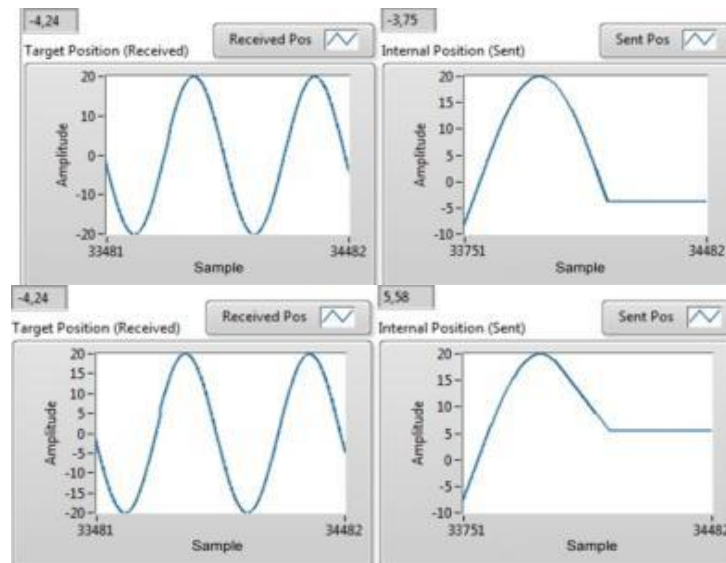 -4,24
Target Position (Received)
Received Pos
Amplitude
20
10
0
-10
-20
33481
34482
Sample
-3,75
Internal Position (Sent)
Sent Pos
Amplitude
20
15
10
5
0
-5
-10
33751
34482
Sample
-4,24
Target Position (Received)
Received Pos
Amplitude
20
15
10
5
0
-5
-10
-15
-20
33481
34482
Sample
5,58
Internal Position (Sent)
Sent Pos
Amplitude
20
15
10
5
0
-5
-10
33751
34482
Sample